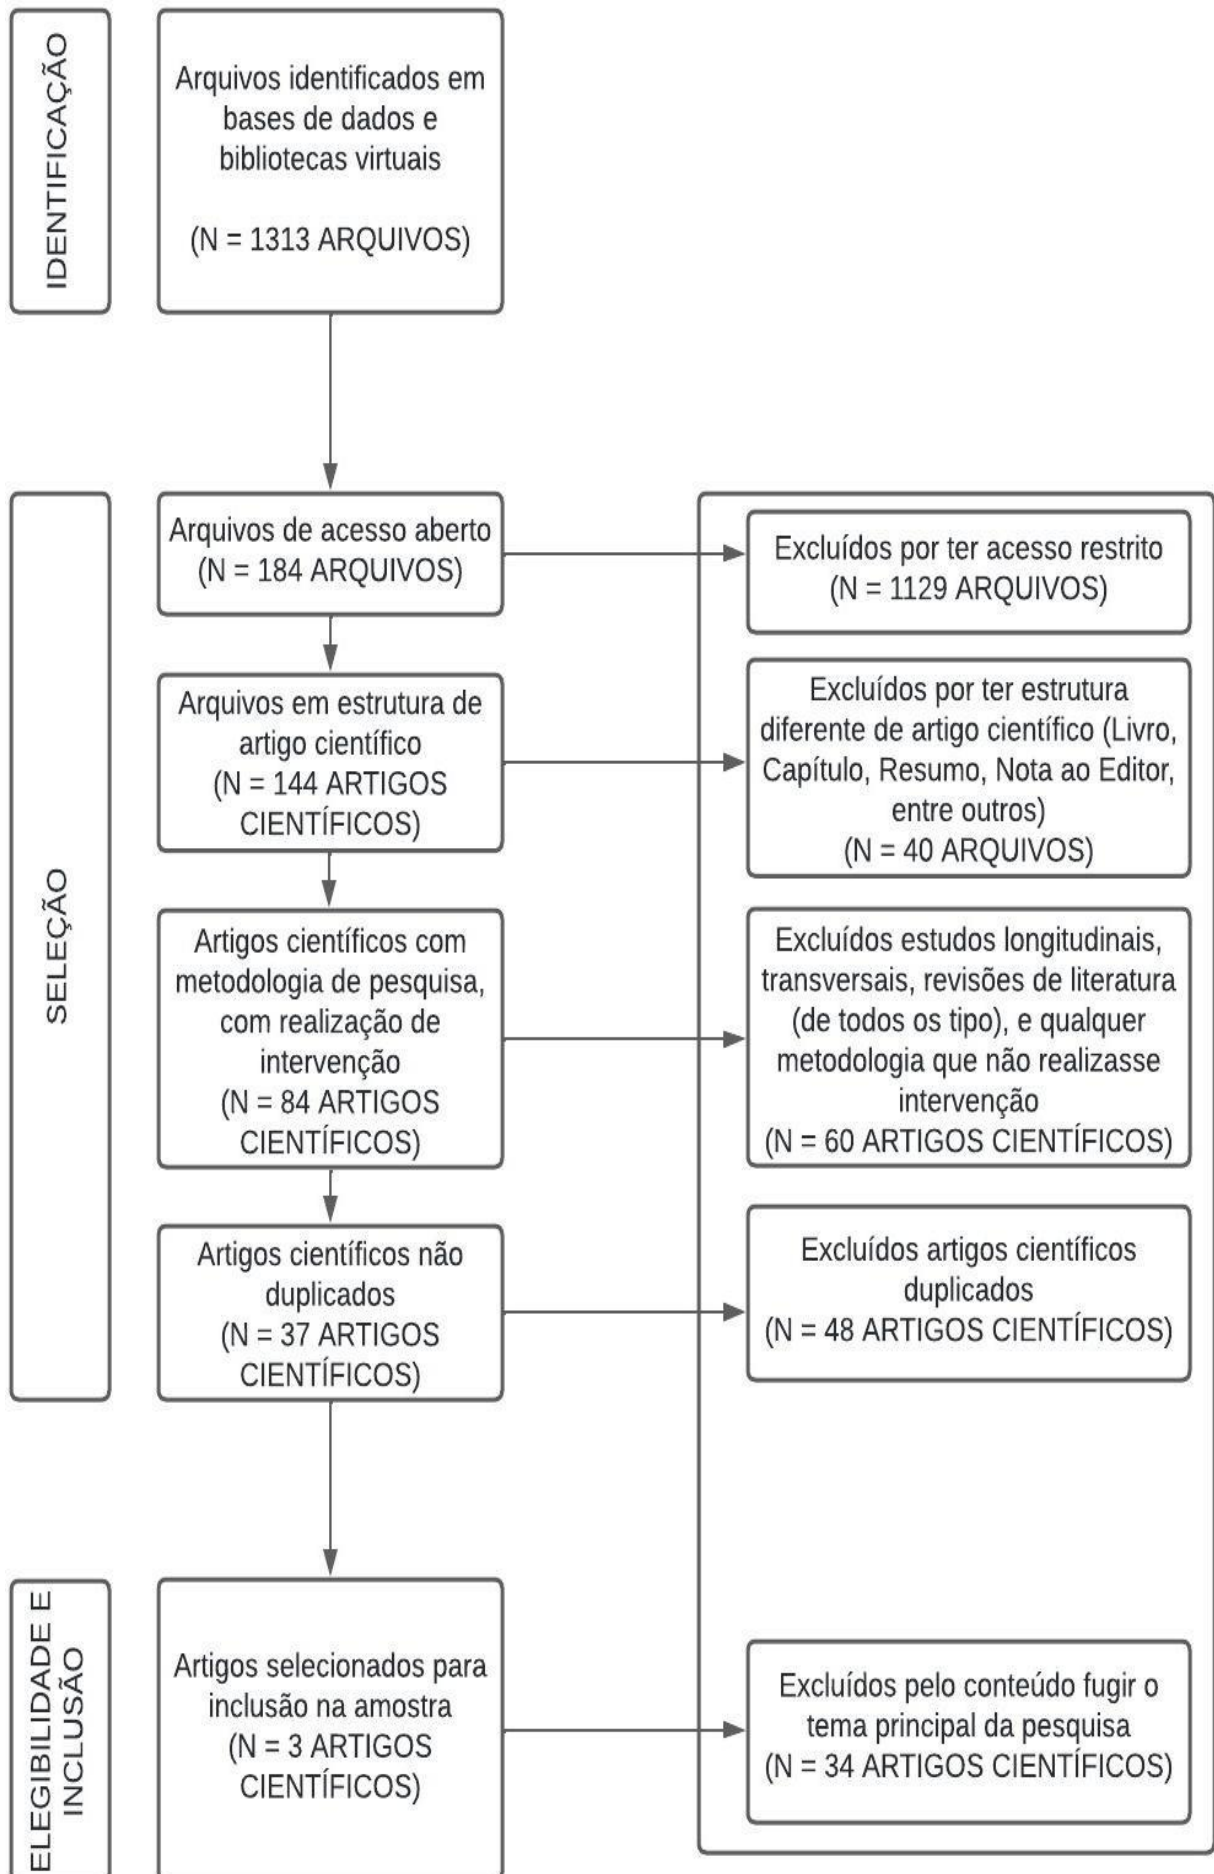 IDENTIFICAÇÃO
Arquivos identificados em
bases de dados e
bibliotecas virtuais
(N = 1313 ARQUIVOS)
SELEÇÃO
Arquivos de acesso aberto
(N = 184 ARQUIVOS)
Excluídos por ter acesso restrito
(N = 1129 ARQUIVOS)
Arquivos em estrutura de
artigo científico
(N = 144 ARTIGOS
CIENTÍFICOS)
Excluídos por ter estrutura
diferente de artigo científico (Livro,
Capítulo, Resumo, Nota ao Editor,
entre outros)
(N = 40 ARQUIVOS)
Artigos científicos com
metodologia de pesquisa,
com realização de
intervenção
(N = 84 ARTIGOS
CIENTÍFICOS)
Excluídos estudos longitudinais,
transversais, revisões de literatura
(de todos os tipo), e qualquer
metodologia que não realizasse
intervenção
(N = 60 ARTIGOS CIENTÍFICOS)
Artigos científicos não
duplicados
(N = 37 ARTIGOS
CIENTÍFICOS)
Excluídos artigos científicos
duplicados
(N = 48 ARTIGOS CIENTÍFICOS)
ELEGIBILIDADE E
INCLUSÃO
Artigos selecionados para
inclusão na amostra
(N = 3 ARTIGOS
CIENTÍFICOS)
Excluídos pelo conteúdo fugir o
tema principal da pesquisa
(N = 34 ARTIGOS CIENTÍFICOS)